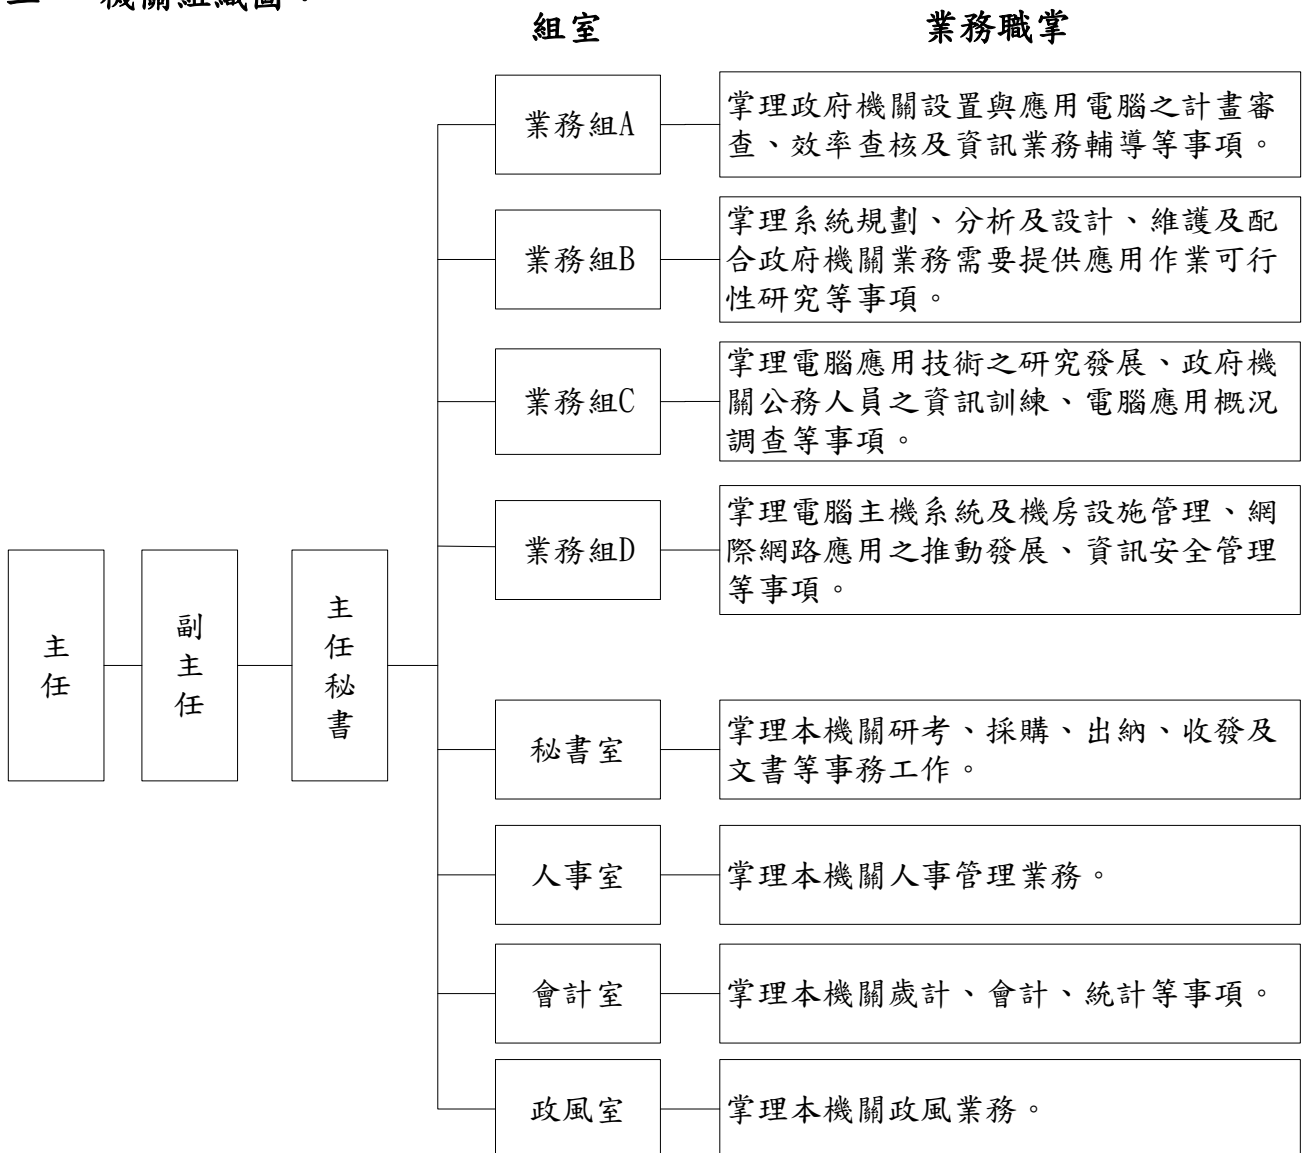 機關組織圖
組室
業務職掌
業務組A
掌理政府機關設置與應用電腦之計畫審
查、效率查核及資訊業務輔導等事項。
業務組B
掌理系統規劃、分析及設計、維護及配
合政府機關業務需要提供應用作業可行
性研究等事項。
業務組C
掌理電腦應用技術之研究發展、政府機
關公務人員之資訊訓練、電腦應用概況
調查等事項。
業務組D
掌理電腦主機系統及機房設施管理、網
際網路應用之推動發展、資訊安全管理
等事項。
主任
副主任
主任秘書
秘書室
掌理本機關研考、採購、出納、收發及
文書等事務工作。
人事室
掌理本機關人事管理業務。
會計室
掌理本機關歲計、會計、統計等事項。
政風室
掌理本機關政風業務。